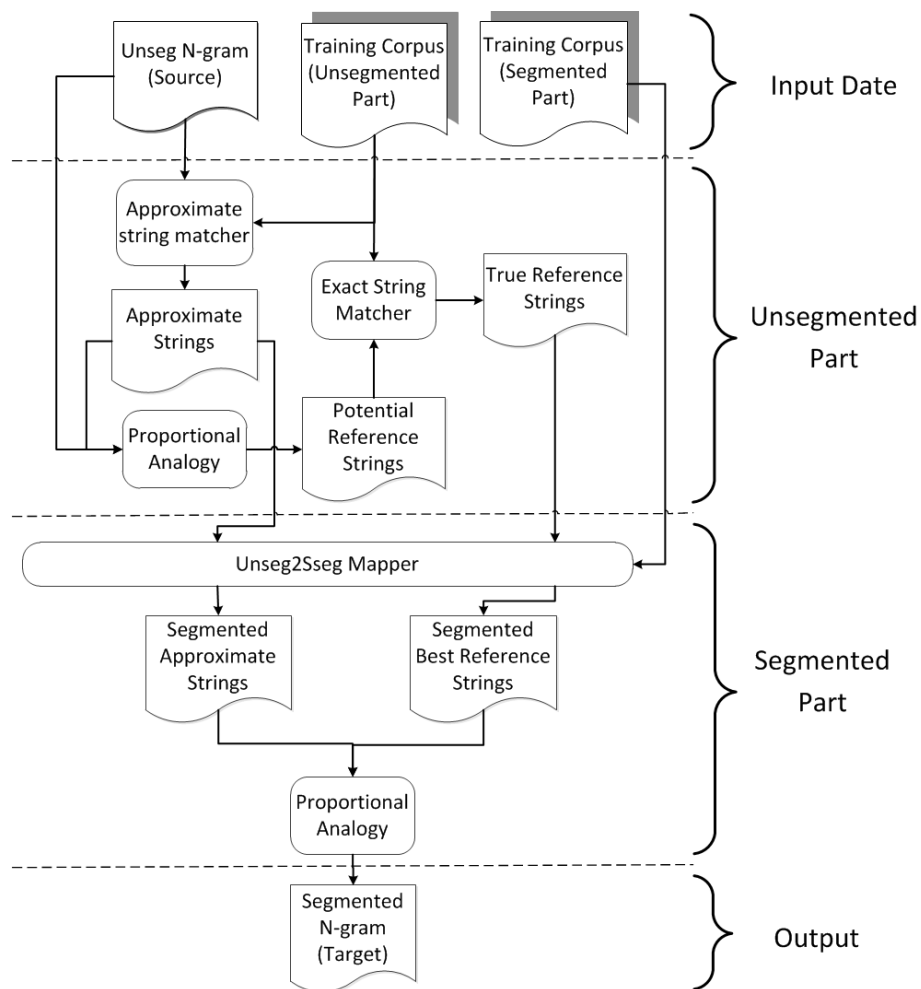 Unseg N-gram
(Source)
Training Corpus
(Unsegmented
Part)
Training Corpus
(Segmented
Part)
Input Date
Approximate
string matcher
Exact String
Matcher
True Reference
Strings
Approximate
Strings
Unsegmented
Part
Proportional
Analogy
Potential
Reference
Strings
Unseg2Sseg Mapper
Segmented
Approximate
Strings
Segmented
Best Reference
Strings
Segmented
Part
Proportional
Analogy
Segmented
N-gram
(Target)
Output